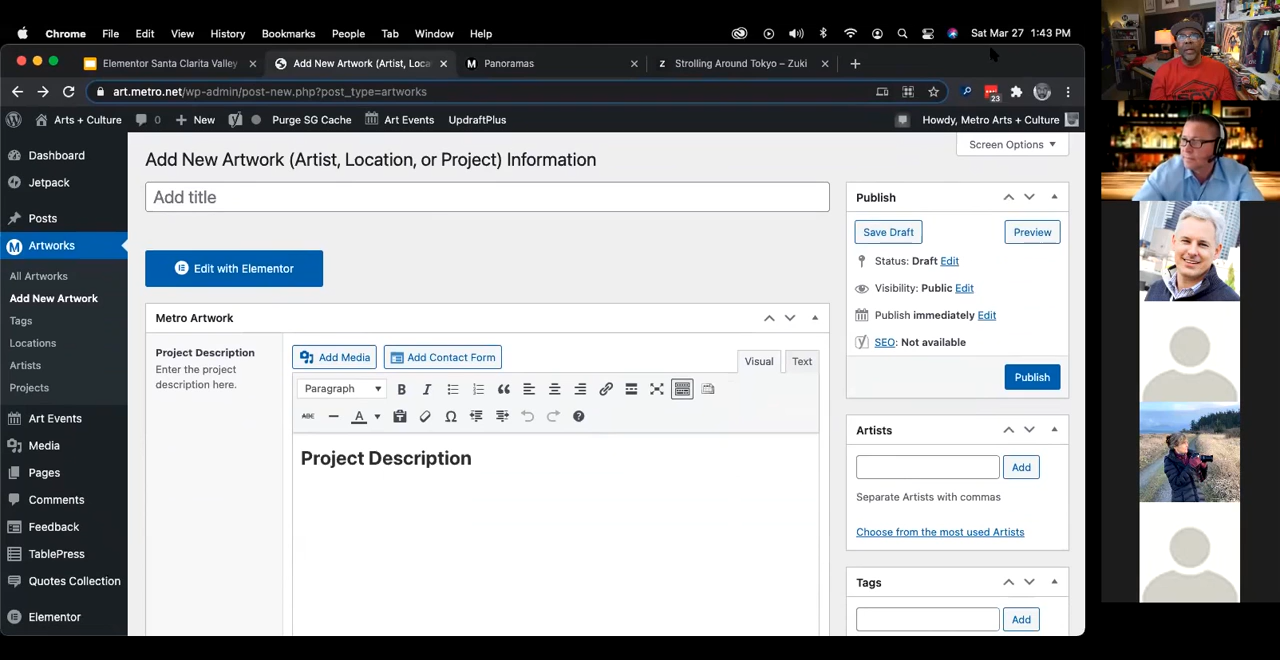 Chrome File Edit View History Bookmarks People Tab Window Help Sat Mar 27 1:43 PM
Elementor Santa Clarita Valley Add New Artwork (Artist, Loca Panoramas Strolling Around Tokyo – Zuki
art.metro.net/wp-admin/post-new.php?post_type=artworks 23
Arts + Culture 0 New Purge SG Cache Art Events UpdraftPlus Howdy, Metro Arts + Culture
Screen Options
Dashboard
Jetpack
Posts
Artworks
All Artworks
Add New Artwork
Tags
Locations
Artists
Projects
Art Events
Media
Pages
Comments
Feedback
TablePress
Quotes Collection
Elementor
Add New Artwork (Artist, Location, or Project) Information
Add title
Edit with Elementor
Metro Artwork
Project Description
Enter the project
description here.
Add Media Add Contact Form
Visual Text
Paragraph
Project Description
Publish
Save Draft Preview
Status: Draft Edit
Visibility: Public Edit
Publish immediately Edit
SEO: Not available
Publish
Artists
Add
Separate Artists with commas
Choose from the most used Artists
Tags
Add